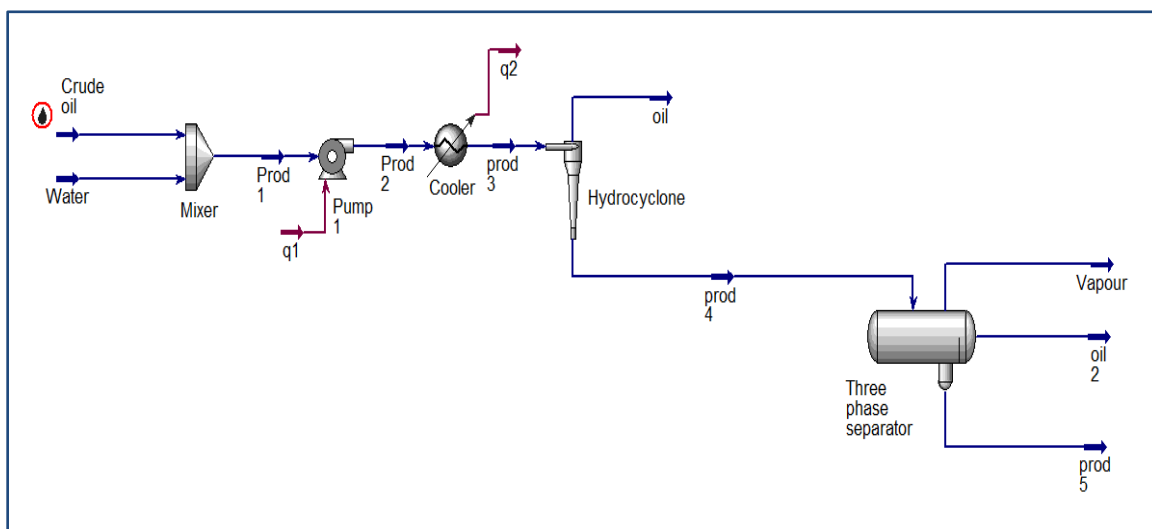 Crude
oil
Water
Mixer
Prod
1
q1
Pump
1
Prod
2
Cooler
q2
prod
3
oil
Hydrocyclone
prod
4
Three
phase
separator
Vapour
oil
2
prod
5